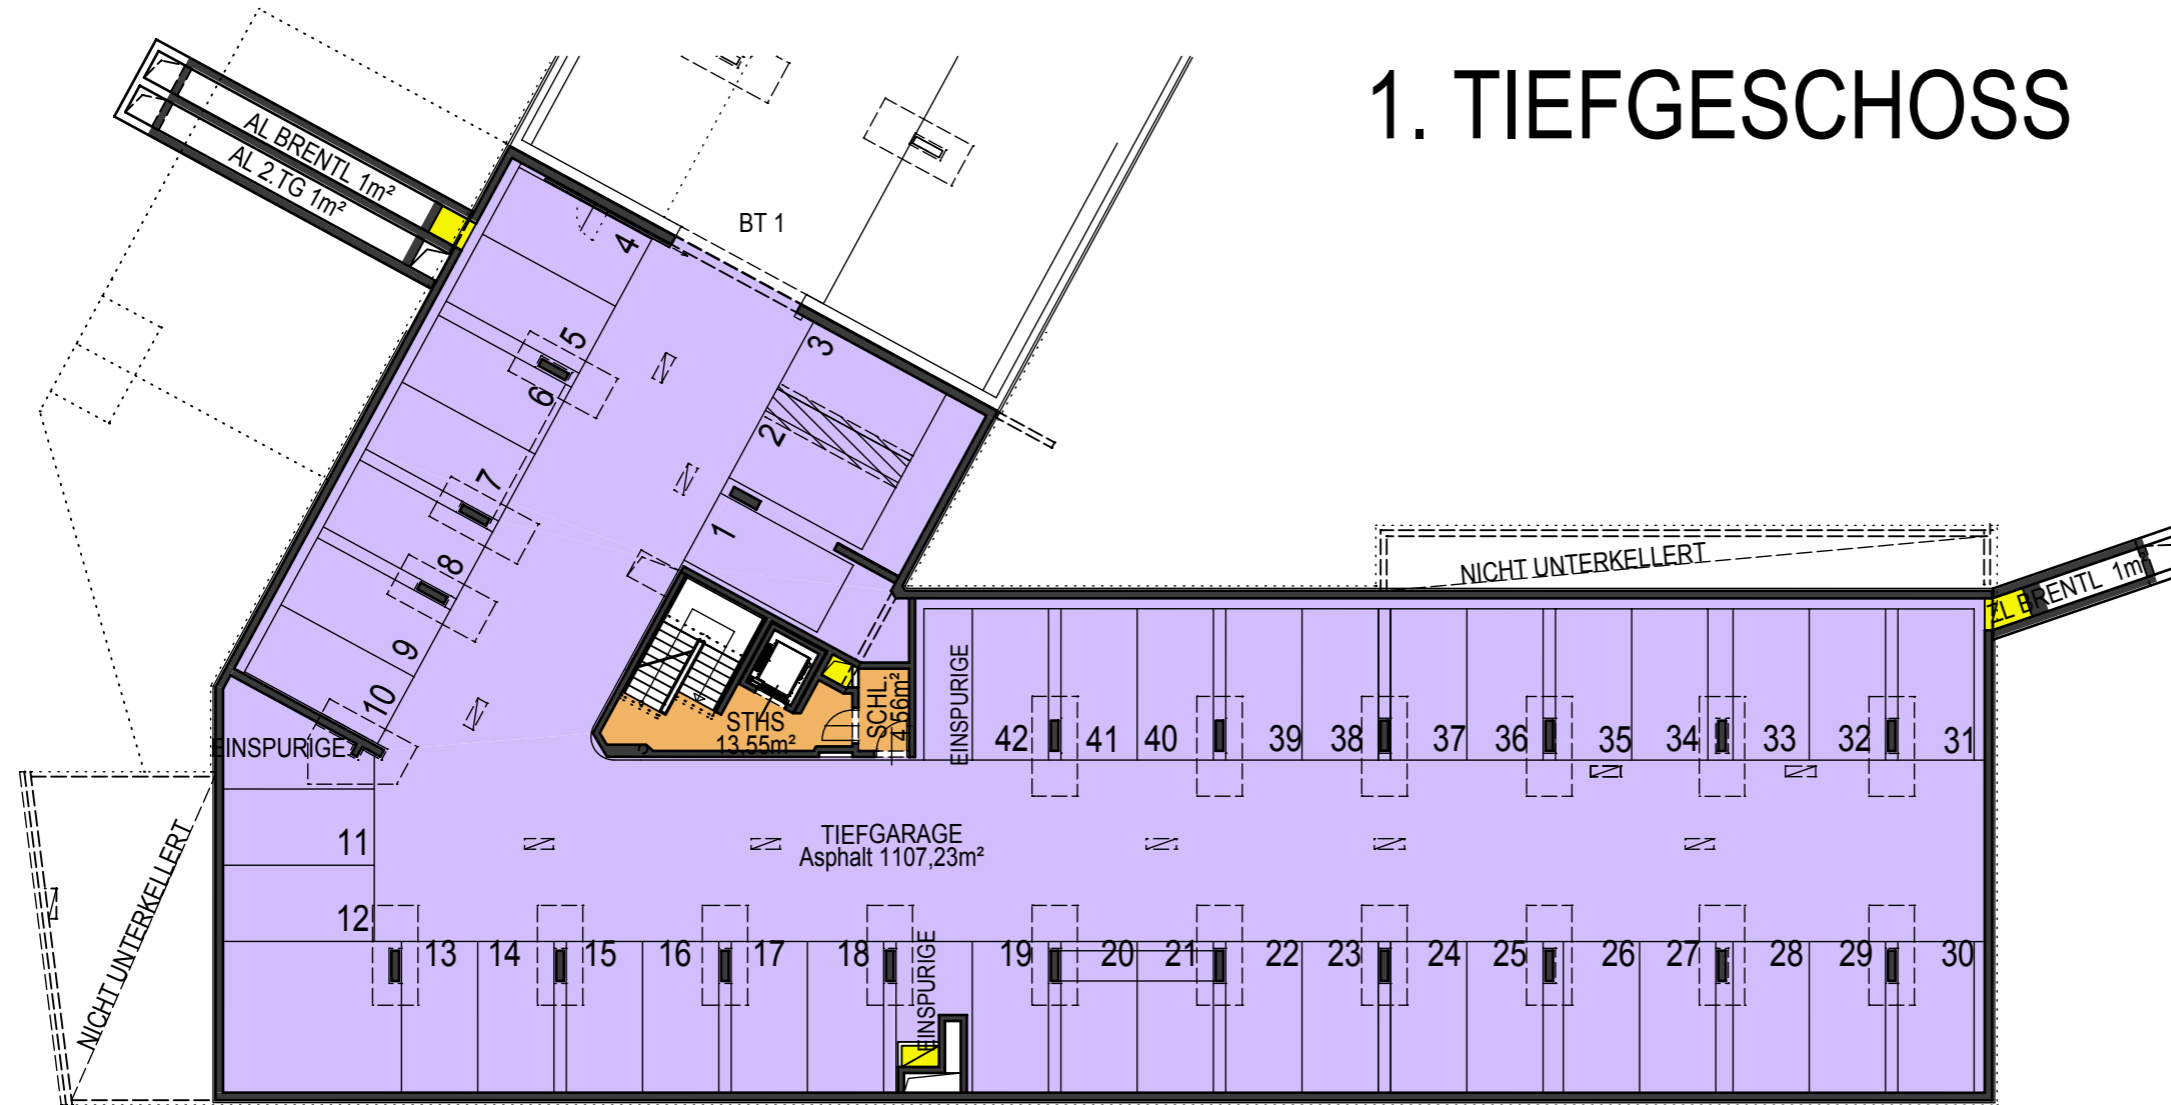 1. TIEFGESCHOSS
AL BRENTL 1m²
AL 2.TG 1m²
BT 1
4
3
5
6
2
7
1
8
9
10
NICHT UNTERKELLERT
ZL BRENTL 1m²
EINSPURIGE
STHS
13,55m²
SCHL.
4,56m²
EINSPURIGE
42
41
40
39
38
37
36
35
34
33
32
31
TIEFGARAGE
Asphalt 1107,23m²
11
12
NICHT UNTERKELLERT
13
14
15
16
17
18
EINSPURIGE
19
20
21
22
23
24
25
26
27
28
29
30